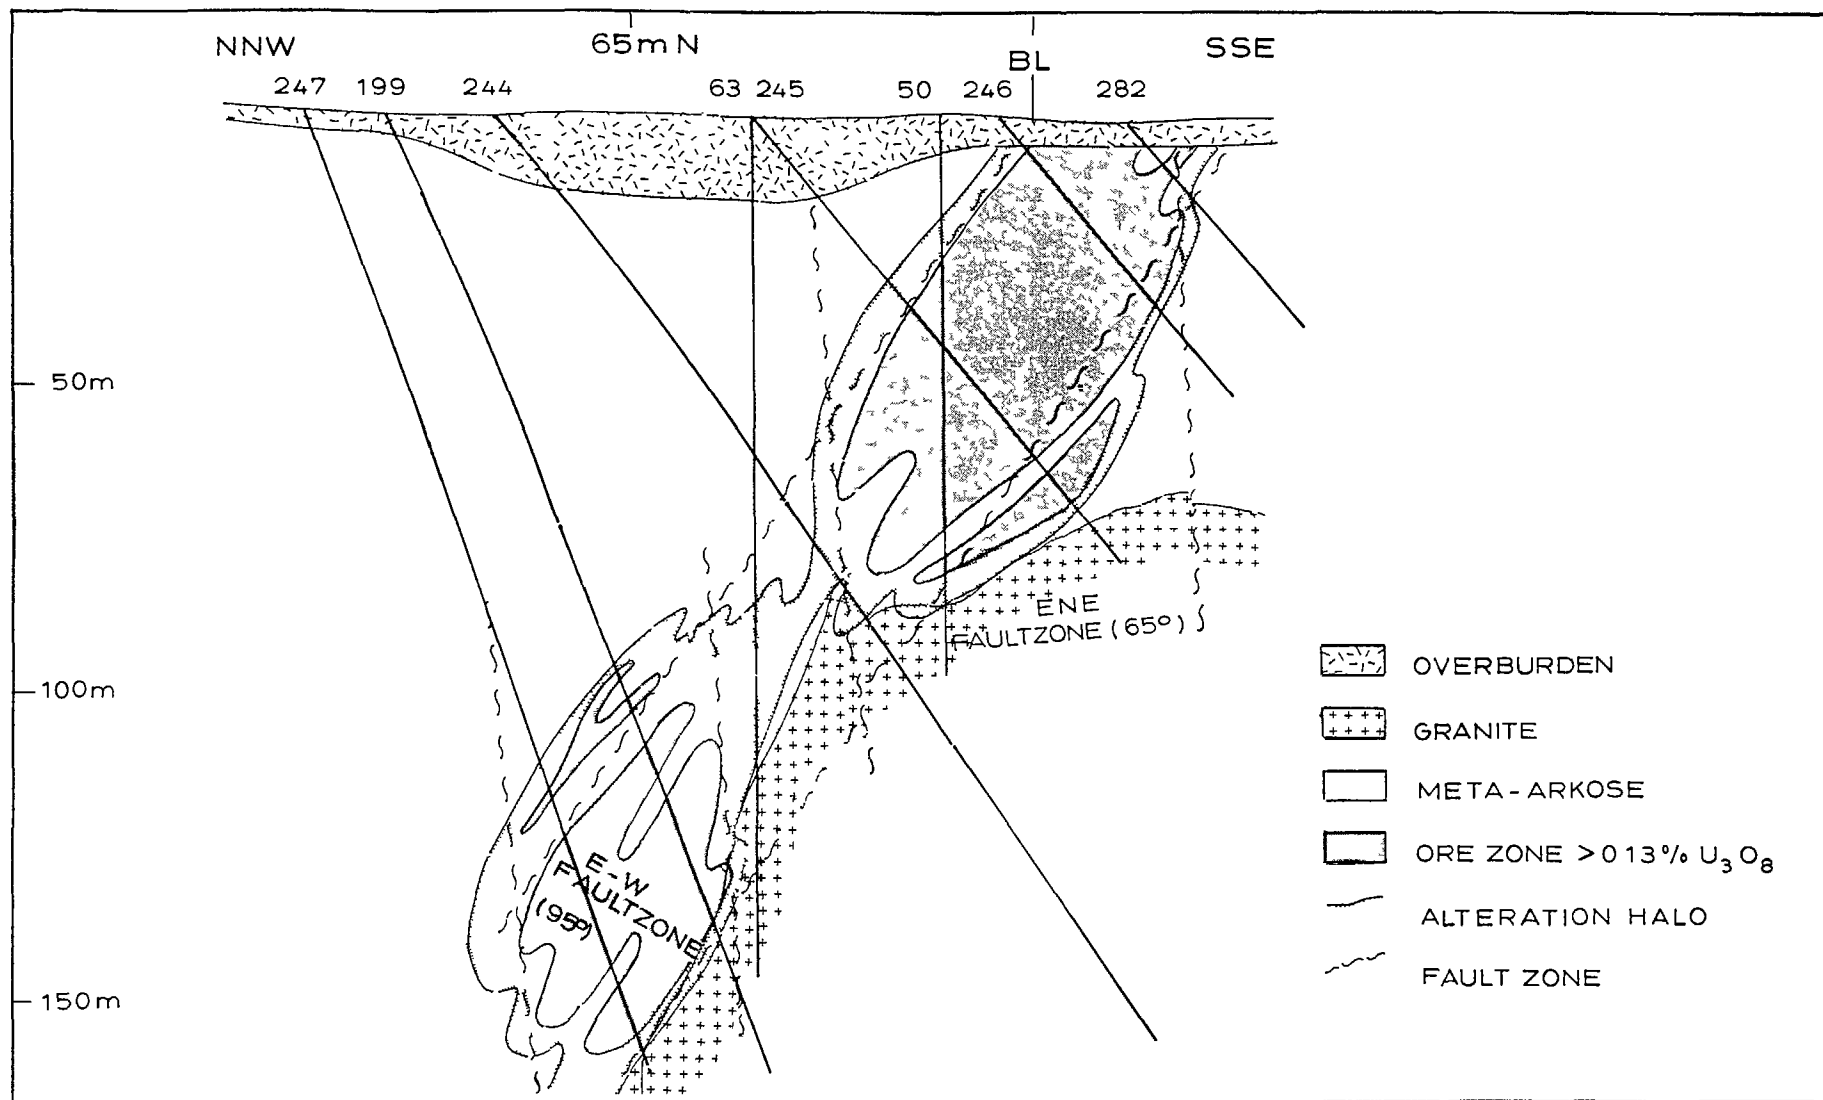 NNW 65mN BL SSE
247 199 244 63 245 50 246 282
50m
100m
150m
ENE
FAULTZONE (65°)
E-W
FAULTZONE
(95°)
OVERBURDEN
GRANITE
META-ARKOSE
ORE ZONE >0 13% U₃O₈
ALTERATION HALO
FAULT ZONE